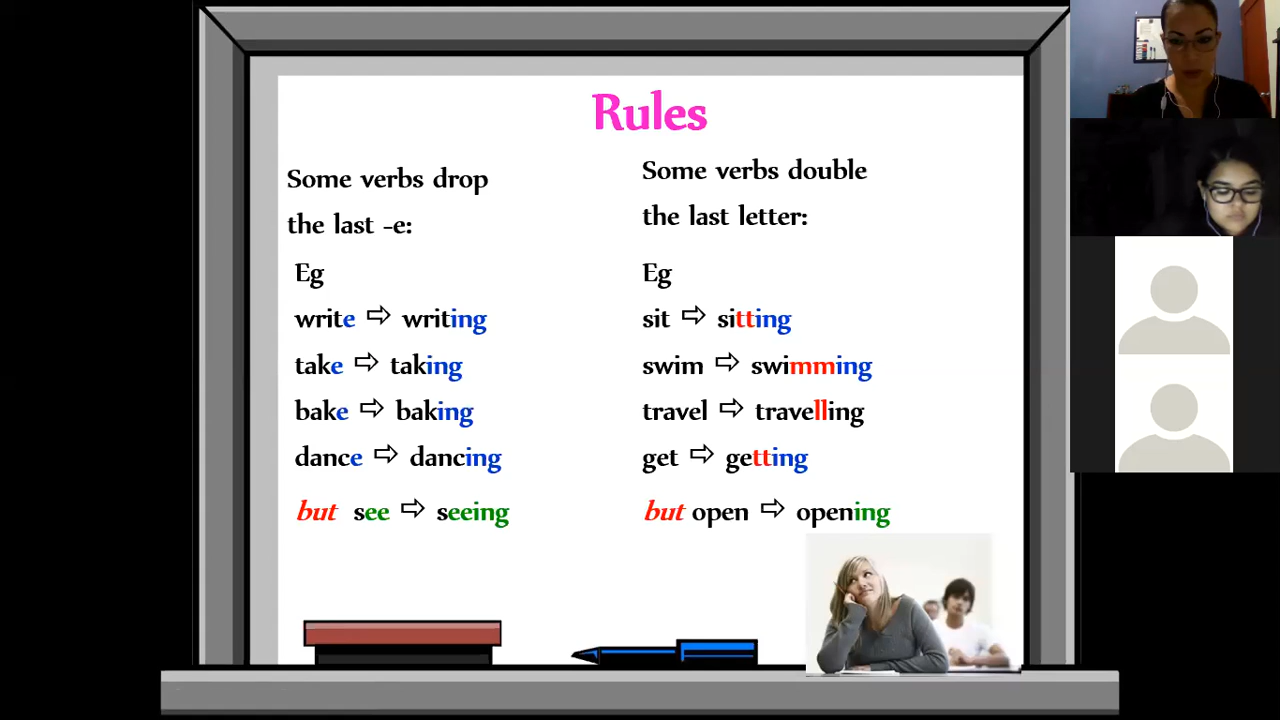 Rules
Some verbs drop
the last -e:
Eg
write ⇨ writing
take ⇨ taking
bake ⇨ baking
dance ⇨ dancing
but see ⇨ seeing
Some verbs double
the last letter:
Eg
sit ⇨ sitting
swim ⇨ swimming
travel ⇨ travelling
get ⇨ getting
but open ⇨ opening